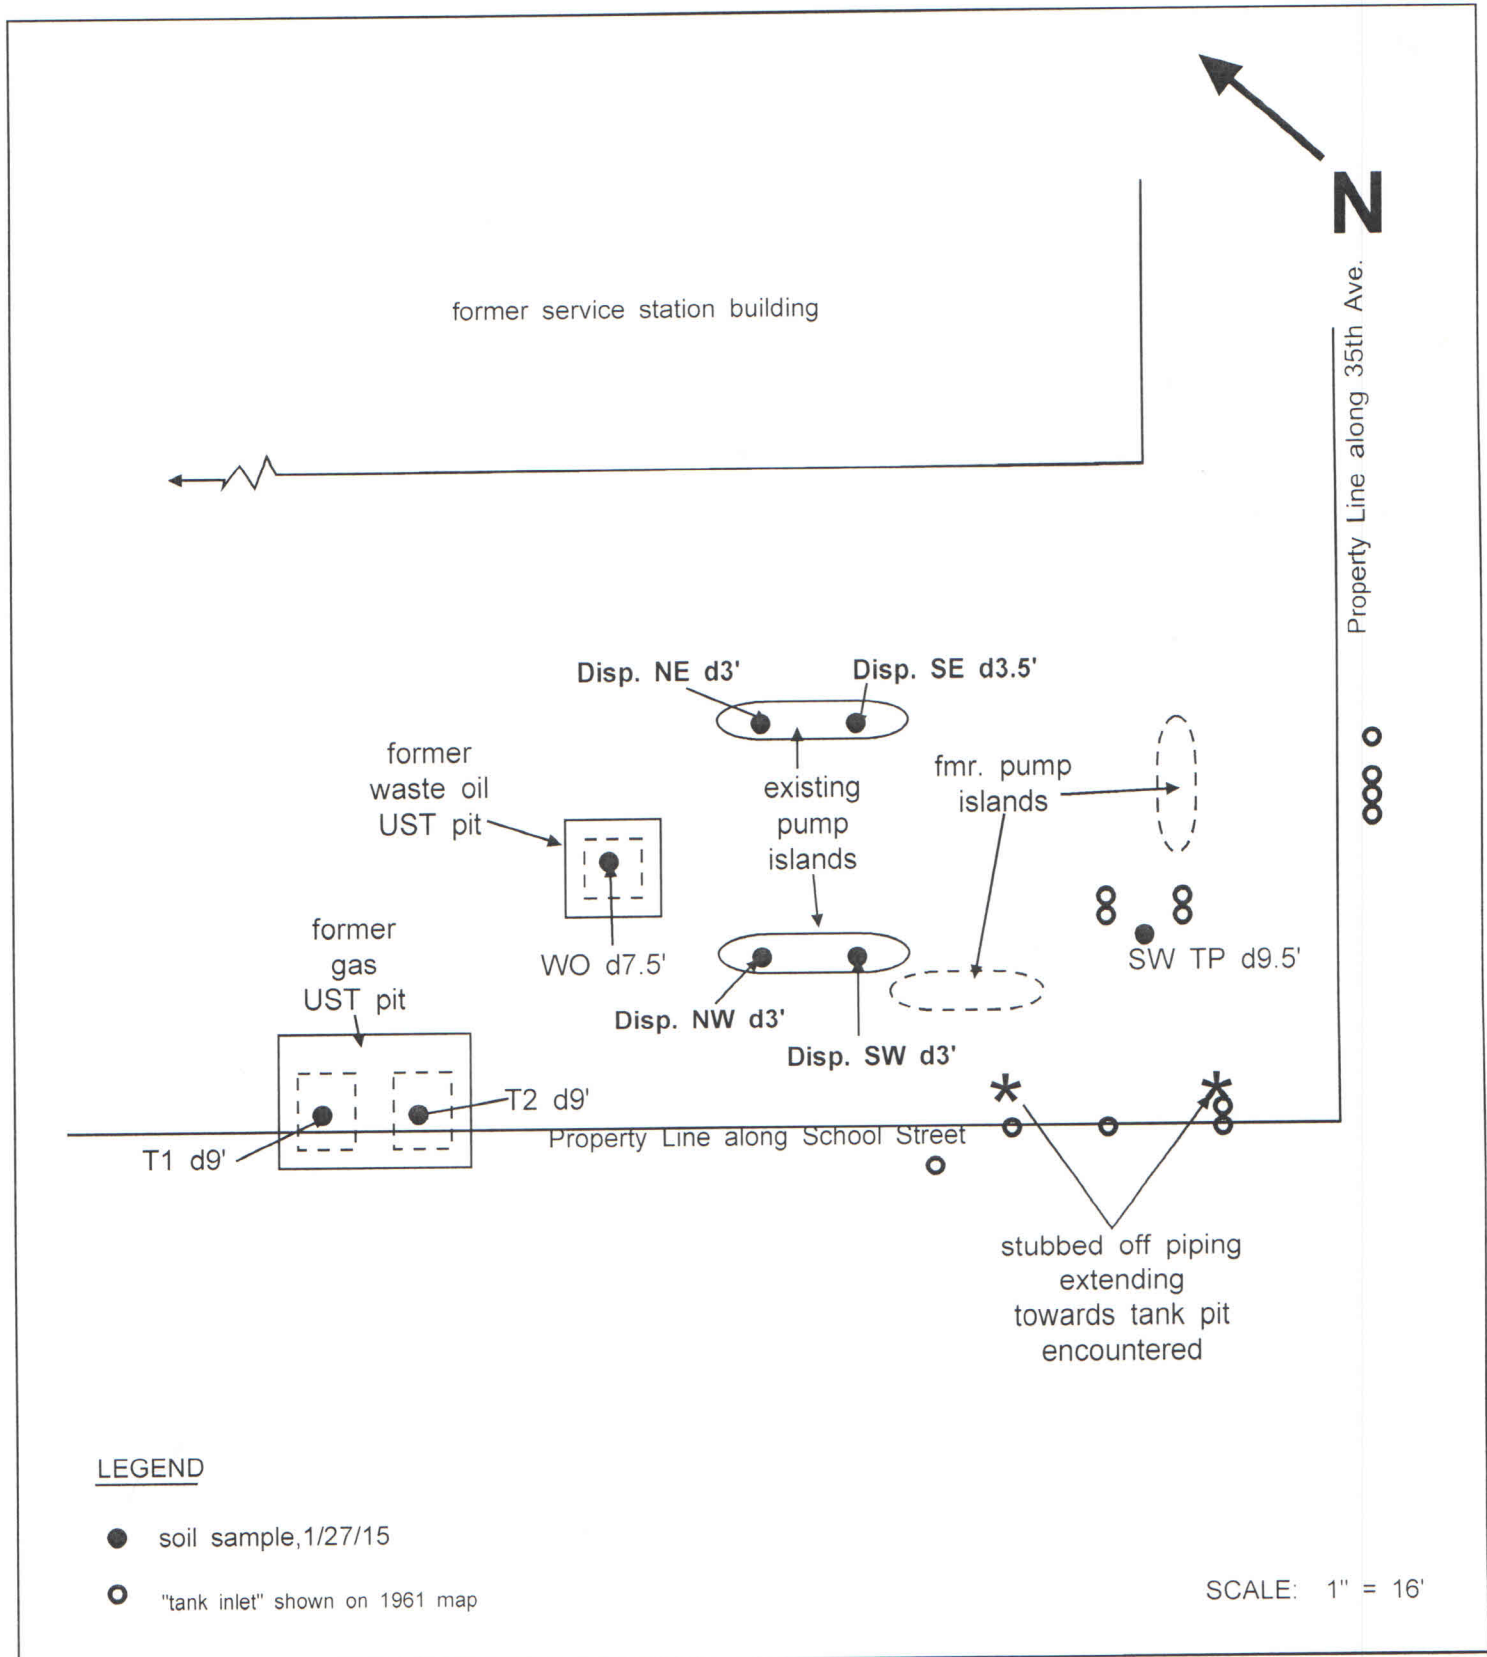 N
former service station building
Property Line along 35th Ave.
Disp. NE d3'
Disp. SE d3.5'
former
waste oil
UST pit
existing
pump
islands
fmr. pump
islands
former
gas
UST pit
WO d7.5'
SW TP d9.5'
Disp. NW d3'
Disp. SW d3'
T2 d9'
T1 d9'
Property Line along School Street
stubbed off piping
extending
towards tank pit
encountered
LEGEND
soil sample,1/27/15
"tank inlet" shown on 1961 map
SCALE: 1" = 16'